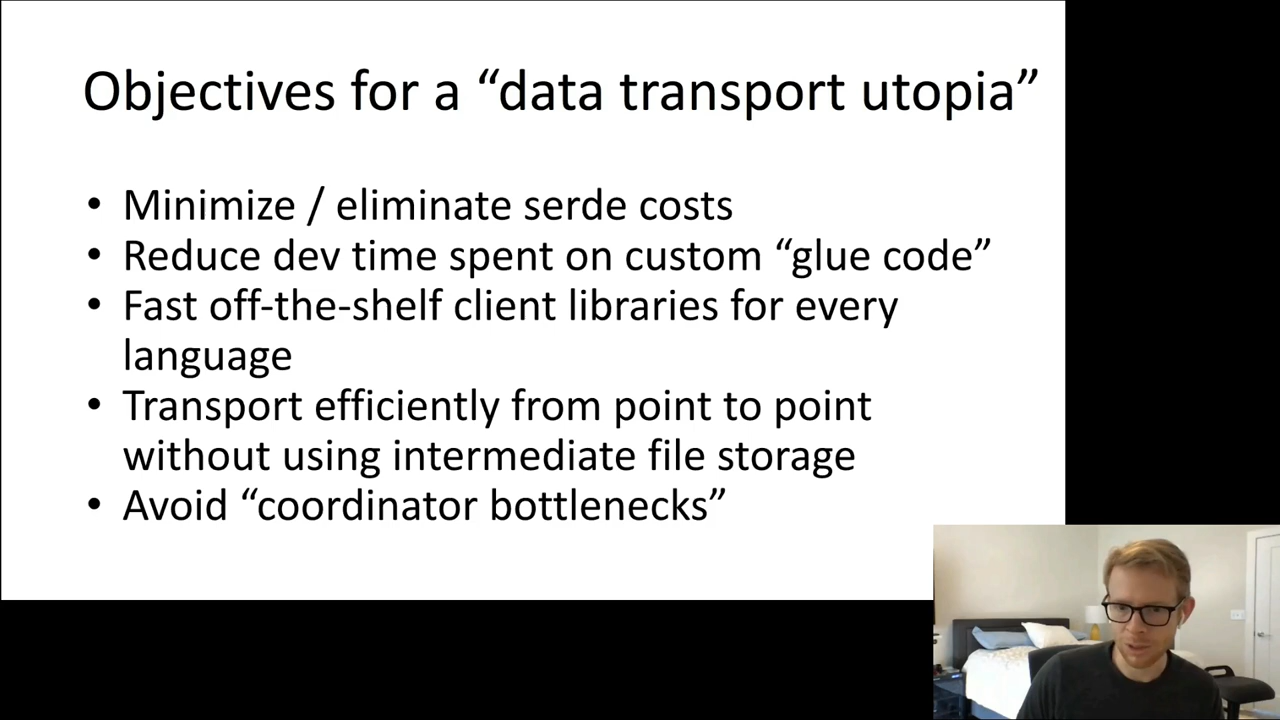 Objectives for a “data transport utopia”
• Minimize / eliminate serde costs
• Reduce dev time spent on custom “glue code”
• Fast off-the-shelf client libraries for every
language
• Transport efficiently from point to point
without using intermediate file storage
• Avoid “coordinator bottlenecks”